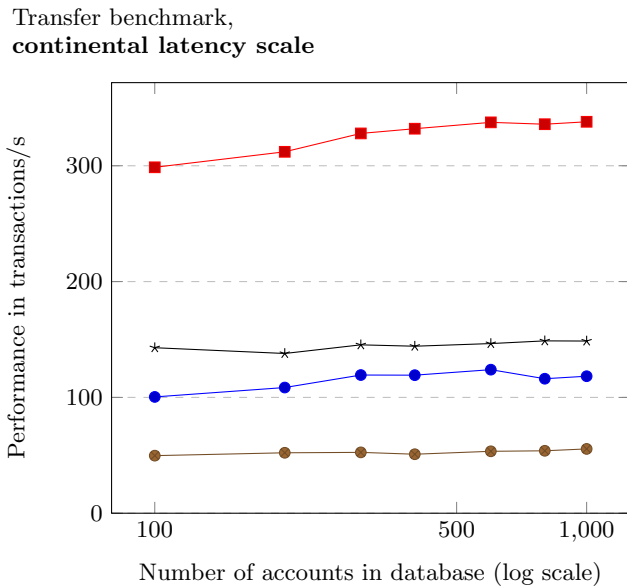 Transfer benchmark,
continental latency scale
Performance in transactions/s
300
200
100
0
100
500
1,000
Number of accounts in database (log scale)